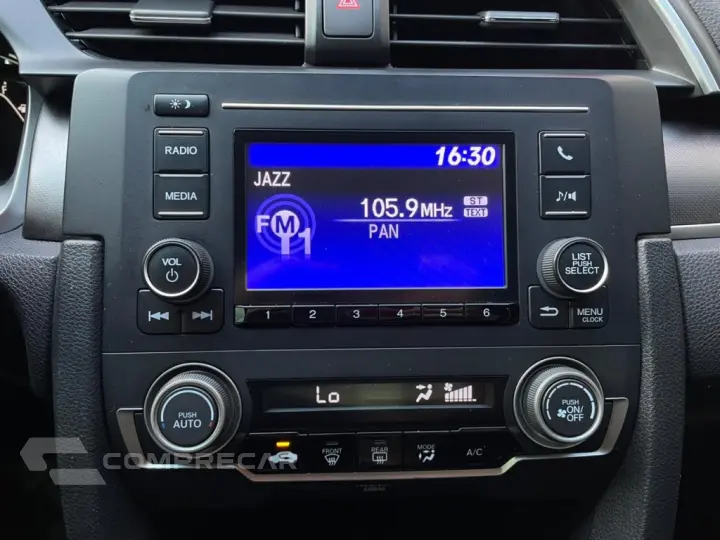 16:30
RADIO
JAZZ
MEDIA
105.9MHz ST
TEXT
FM1
PAN
VOL
LIST
PUSH
SELECT
1 2 3 4 5 6
MENU
CLOCK
Lo
PUSH
AUTO
PUSH
ON/
OFF
FRONT REAR MODE A/C
COMPRECAR